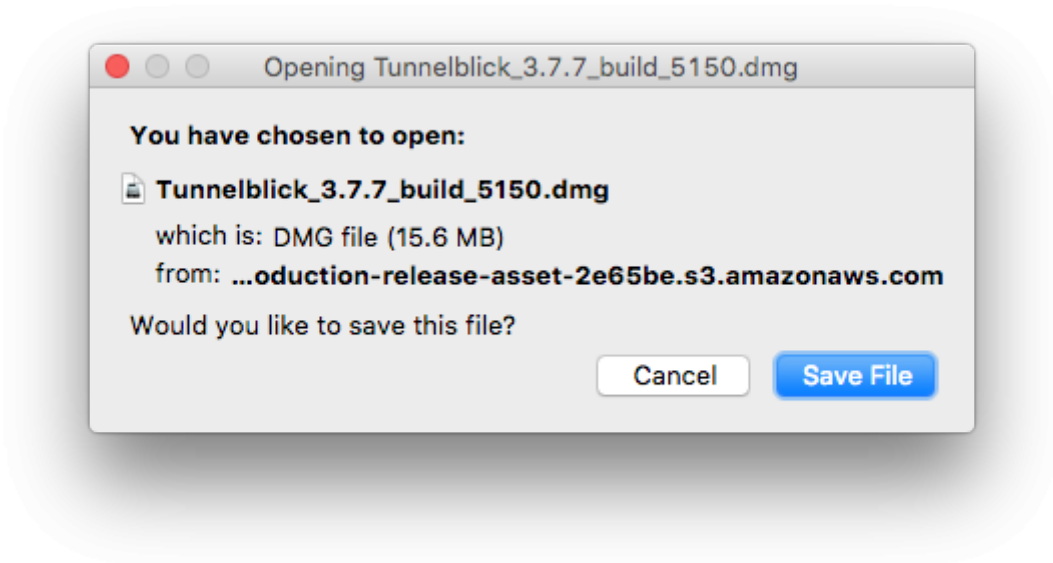 Opening Tunnelblick_3.7.7_build_5150.dmg
You have chosen to open:
Tunnelblick_3.7.7_build_5150.dmg
which is: DMG file (15.6 MB)
from: ...oduction-release-asset-2e65be.s3.amazonaws.com
Would you like to save this file?
Cancel Save File